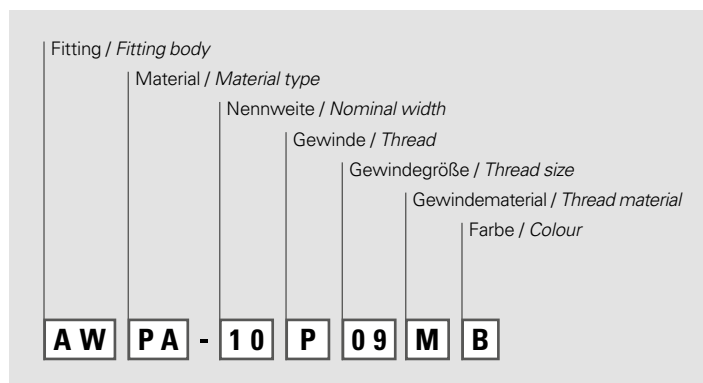 Fitting / Fitting body
Material / Material type
Nennweite / Nominal width
Gewinde / Thread
Gewindegröße / Thread size
Gewindematerial / Thread material
Farbe / Colour
AW PA - 10 P 09 M B